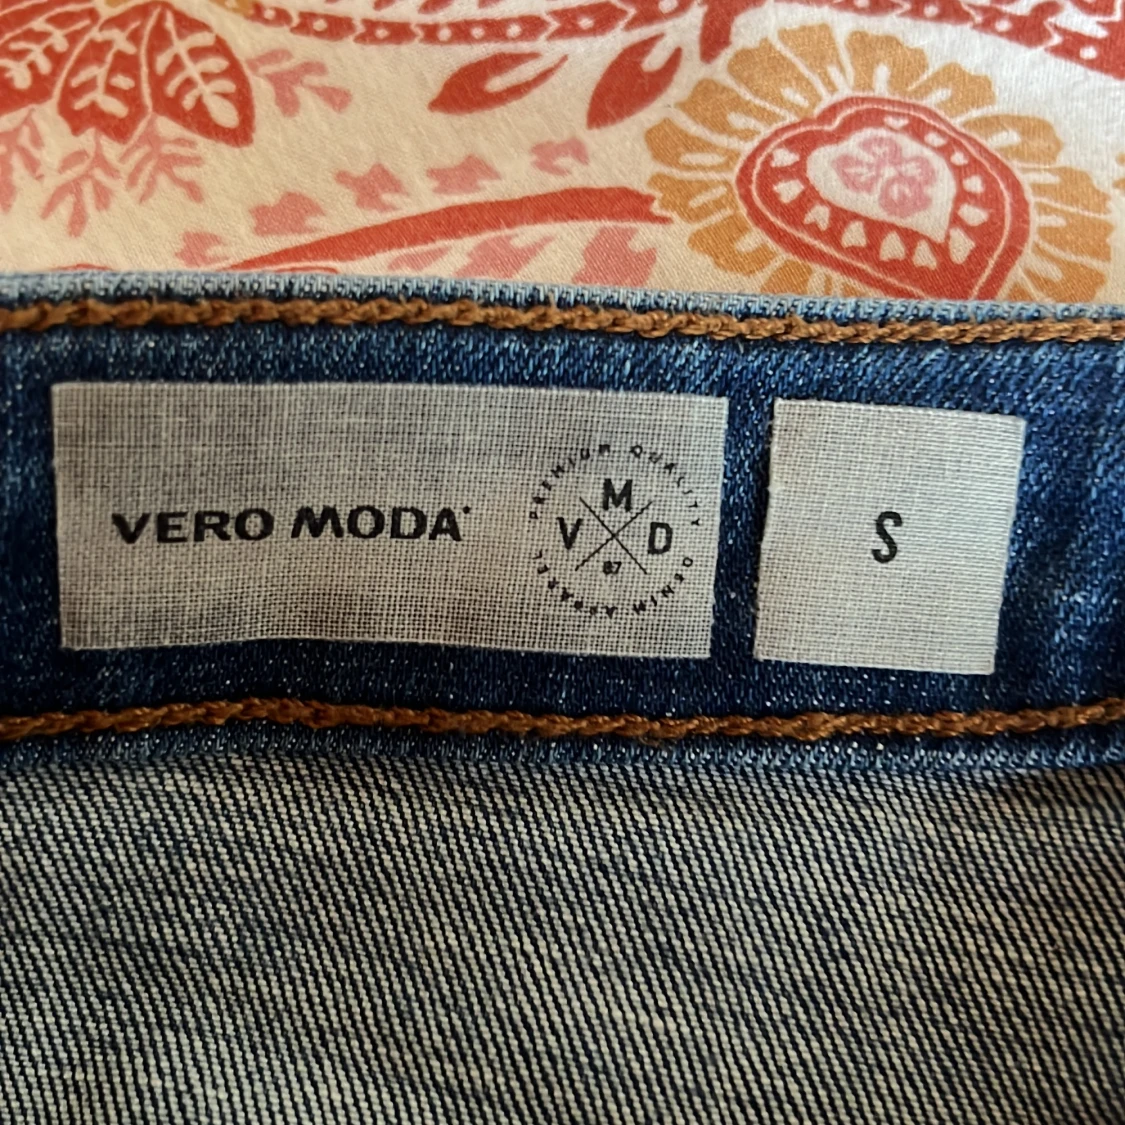 VERO MODA
PREMIUM QUALITY DENIM APPAREL
M
V D
87
S